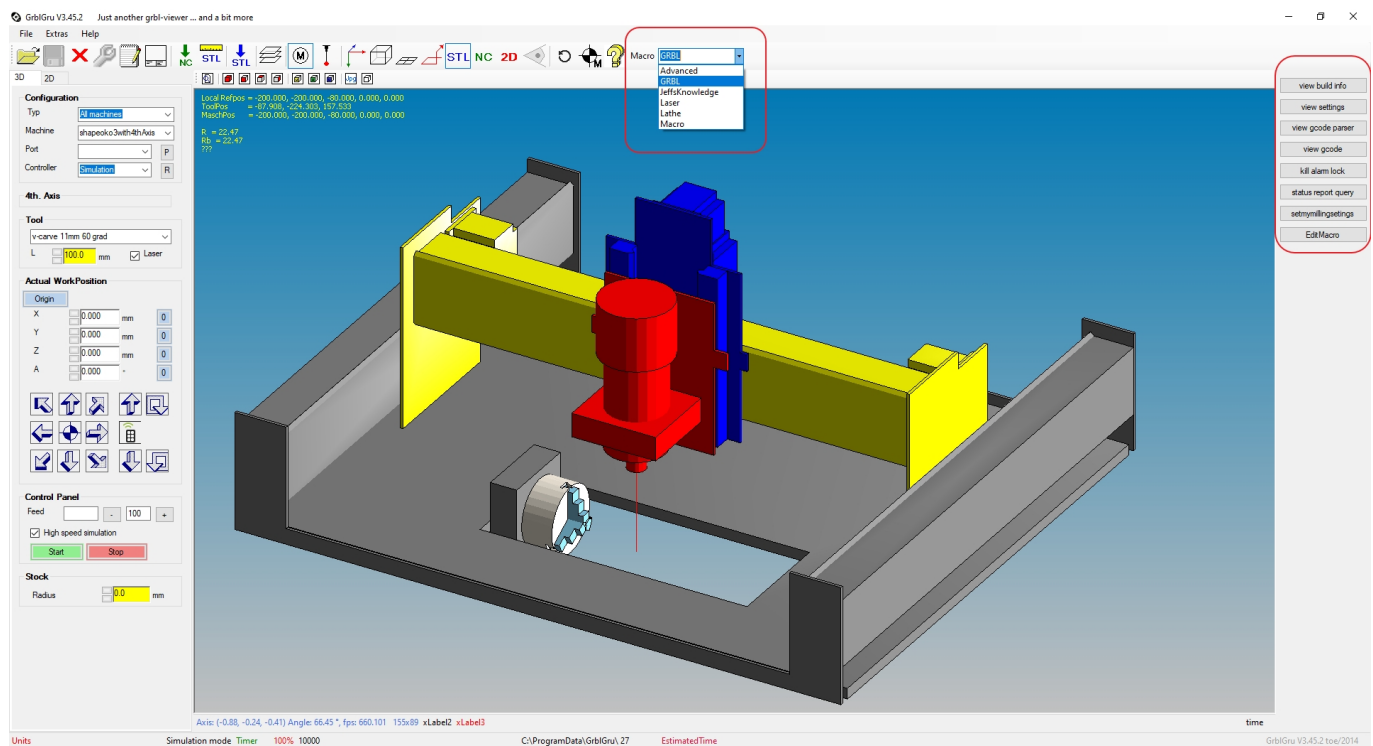 GrblGru V3.45.2 Just another grbl-viewer ... and a bit more
File Extras Help
NC STL STL M STL NC 2D M Macro GRBL
Advanced
GRBL
JeffsKnowledge
Laser
Lathe
Macro
3D 2D
Jpg
Configuration
Typ All machines
Machine shapeoko3with4thAxis
Port P
Controller Simulation R
4th. Axis
Tool
v-carve 11mm 60 grad
L 100.0 mm Laser
Actual WorkPosition
Origin
X 0.000 mm 0
Y 0.000 mm 0
Z 0.000 mm 0
A 0.000 ° 0
Control Panel
Feed - 100 +
High speed simulation
Start Stop
Stock
Radius 0.0 mm
Local Refpos = -200.000, -200.000, -80.000, 0.000, 0.000
ToolPos = -87.908, -224.303, 157.533
MaschPos = -200.000, -200.000, -80.000, 0.000, 0.000
R = 22.47
Rb = 22.47
???
view build info
view settings
view gcode parser
view gcode
kill alarm lock
status report query
setmymillingsetings
EditMacro
Axis: (-0.88, -0.24, -0.41) Angle: 66.45 °, fps: 660.101 155x89 xLabel2 xLabel3 time
Units Simulation mode Timer 100% 10000 C:\ProgramData\GrblGru\ 27 EstimatedTime GrblGru V3.45.2 toe/2014